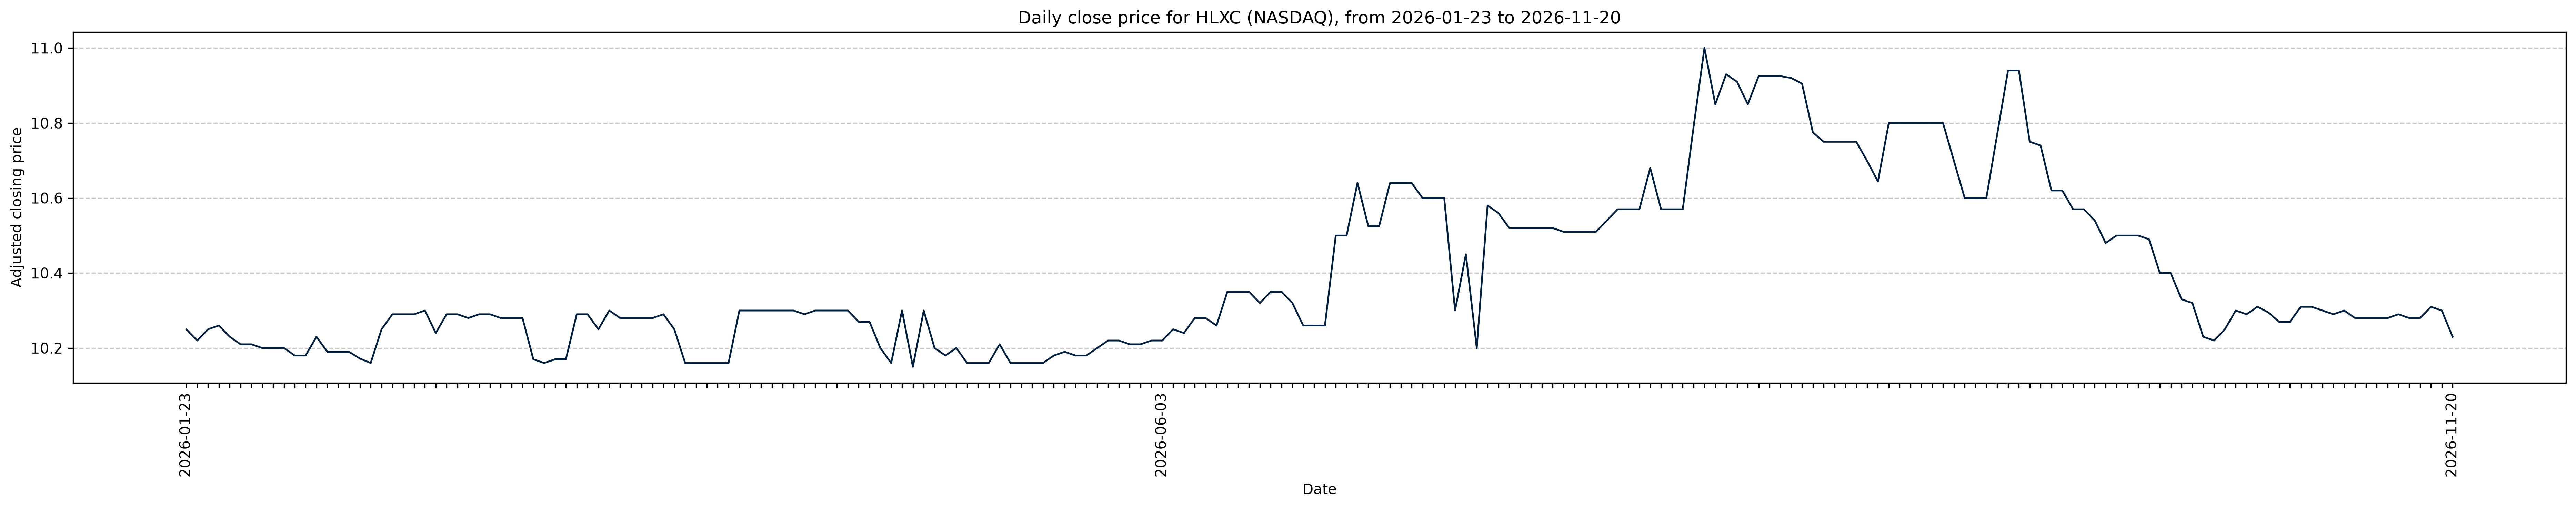 Daily close price for HLXC (NASDAQ), from 2026-01-23 to 2026-11-20
Adjusted closing price
11.0
10.8
10.6
10.4
10.2
2026-01-23
2026-06-03
2026-11-20
Date